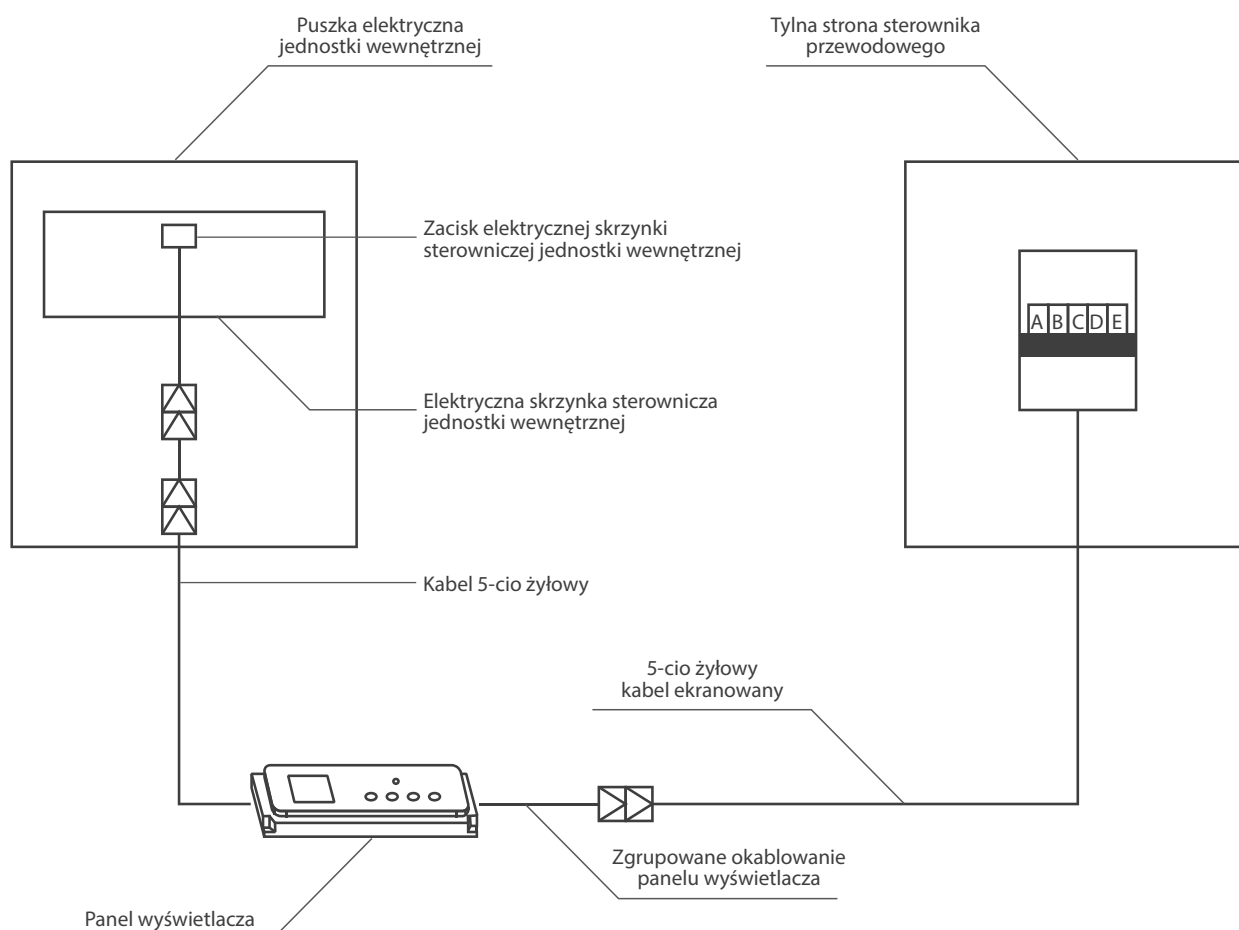 Puszka elektryczna
jednostki wewnętrznej
Tylna strona sterownika
przewodowego
Zacisk elektrycznej skrzynki
sterowniczej jednostki wewnętrznej
A B C D E
Elektryczna skrzynka sterownicza
jednostki wewnętrznej
Kabel 5-cio żyłowy
5-cio żyłowy
kabel ekranowany
Zgrupowane okablowanie
panelu wyświetlacza
Panel wyświetlacza